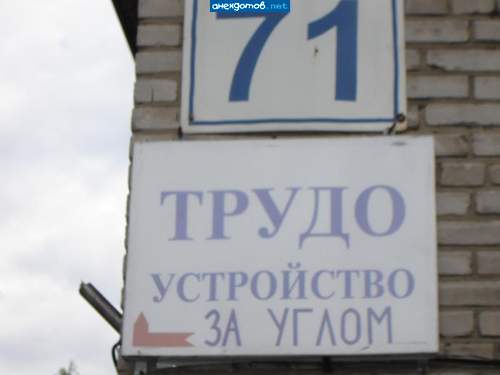 анекдотов.net
71
ТРУДО
УСТРОЙСТВО
ЗА УГЛОМ